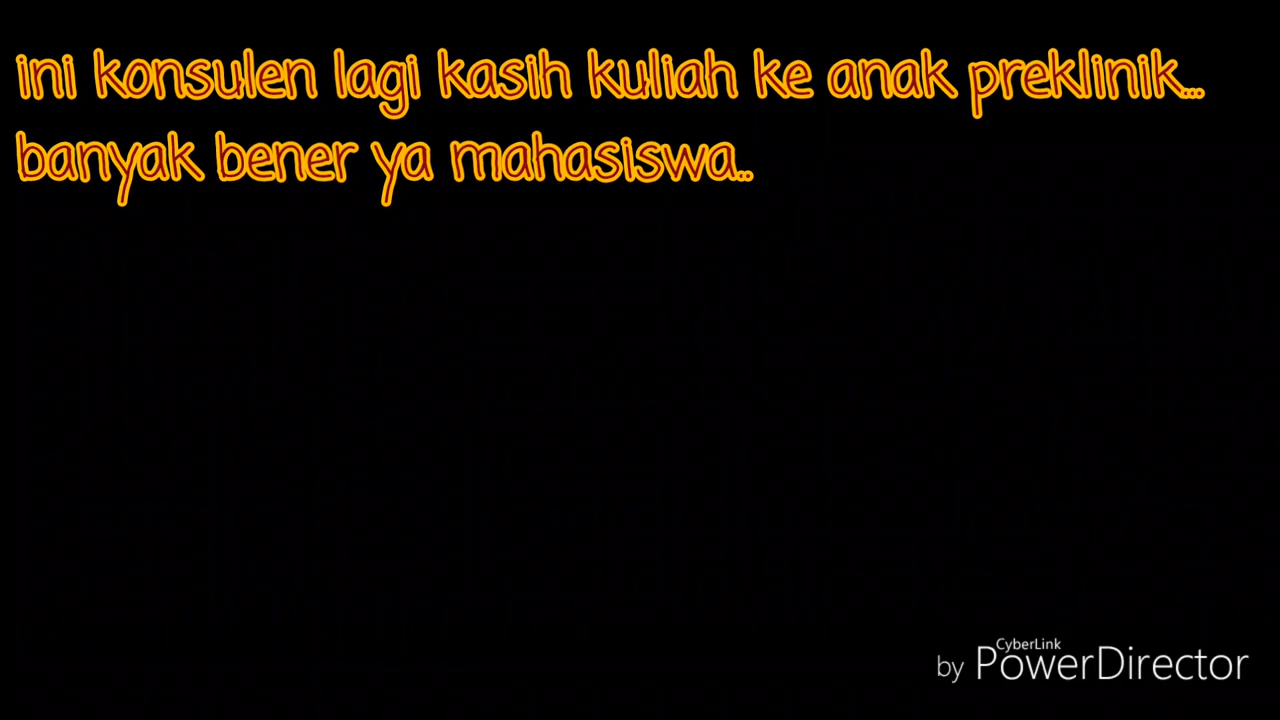 ini konsulen lagi kasih kuliah ke anak preklinik...
banyak bener ya mahasiswa..
by CyberLink PowerDirector